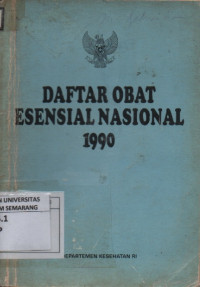 DAFTAR OBAT
ESENSIAL NASIONAL
1990
N UNIVERSITAS
M SEMARANG
.1
DEPARTEMEN KESEHATAN RI